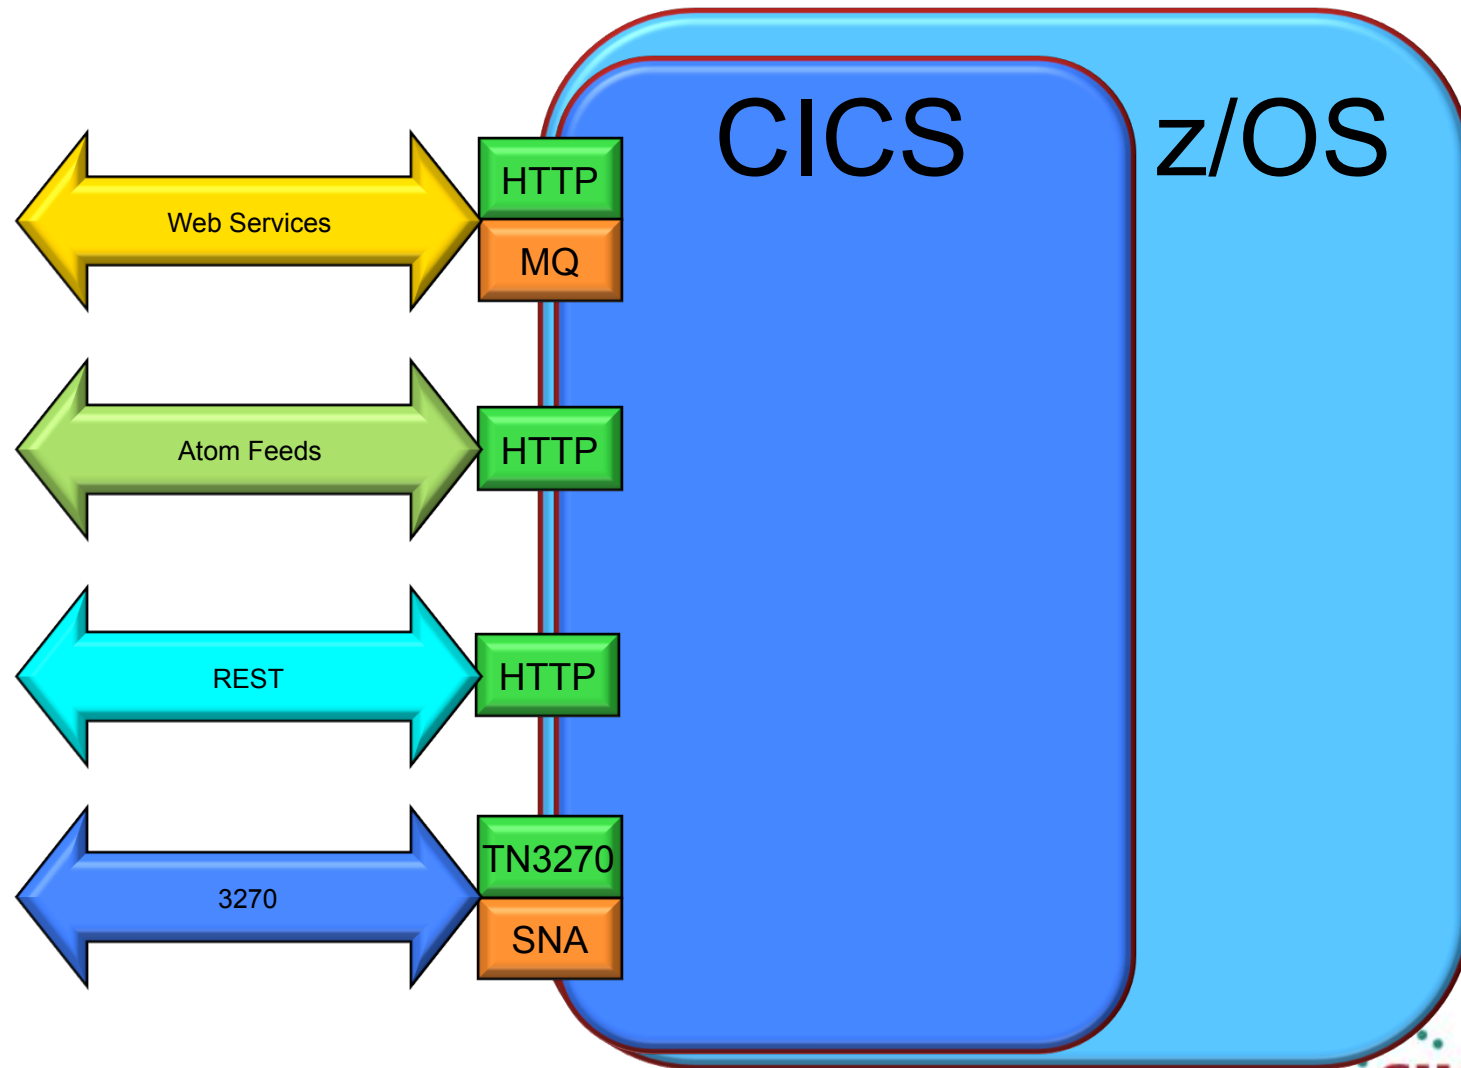 CICS
z/OS
HTTP
Web Services
MQ
Atom Feeds
HTTP
REST
HTTP
TN3270
3270
SNA